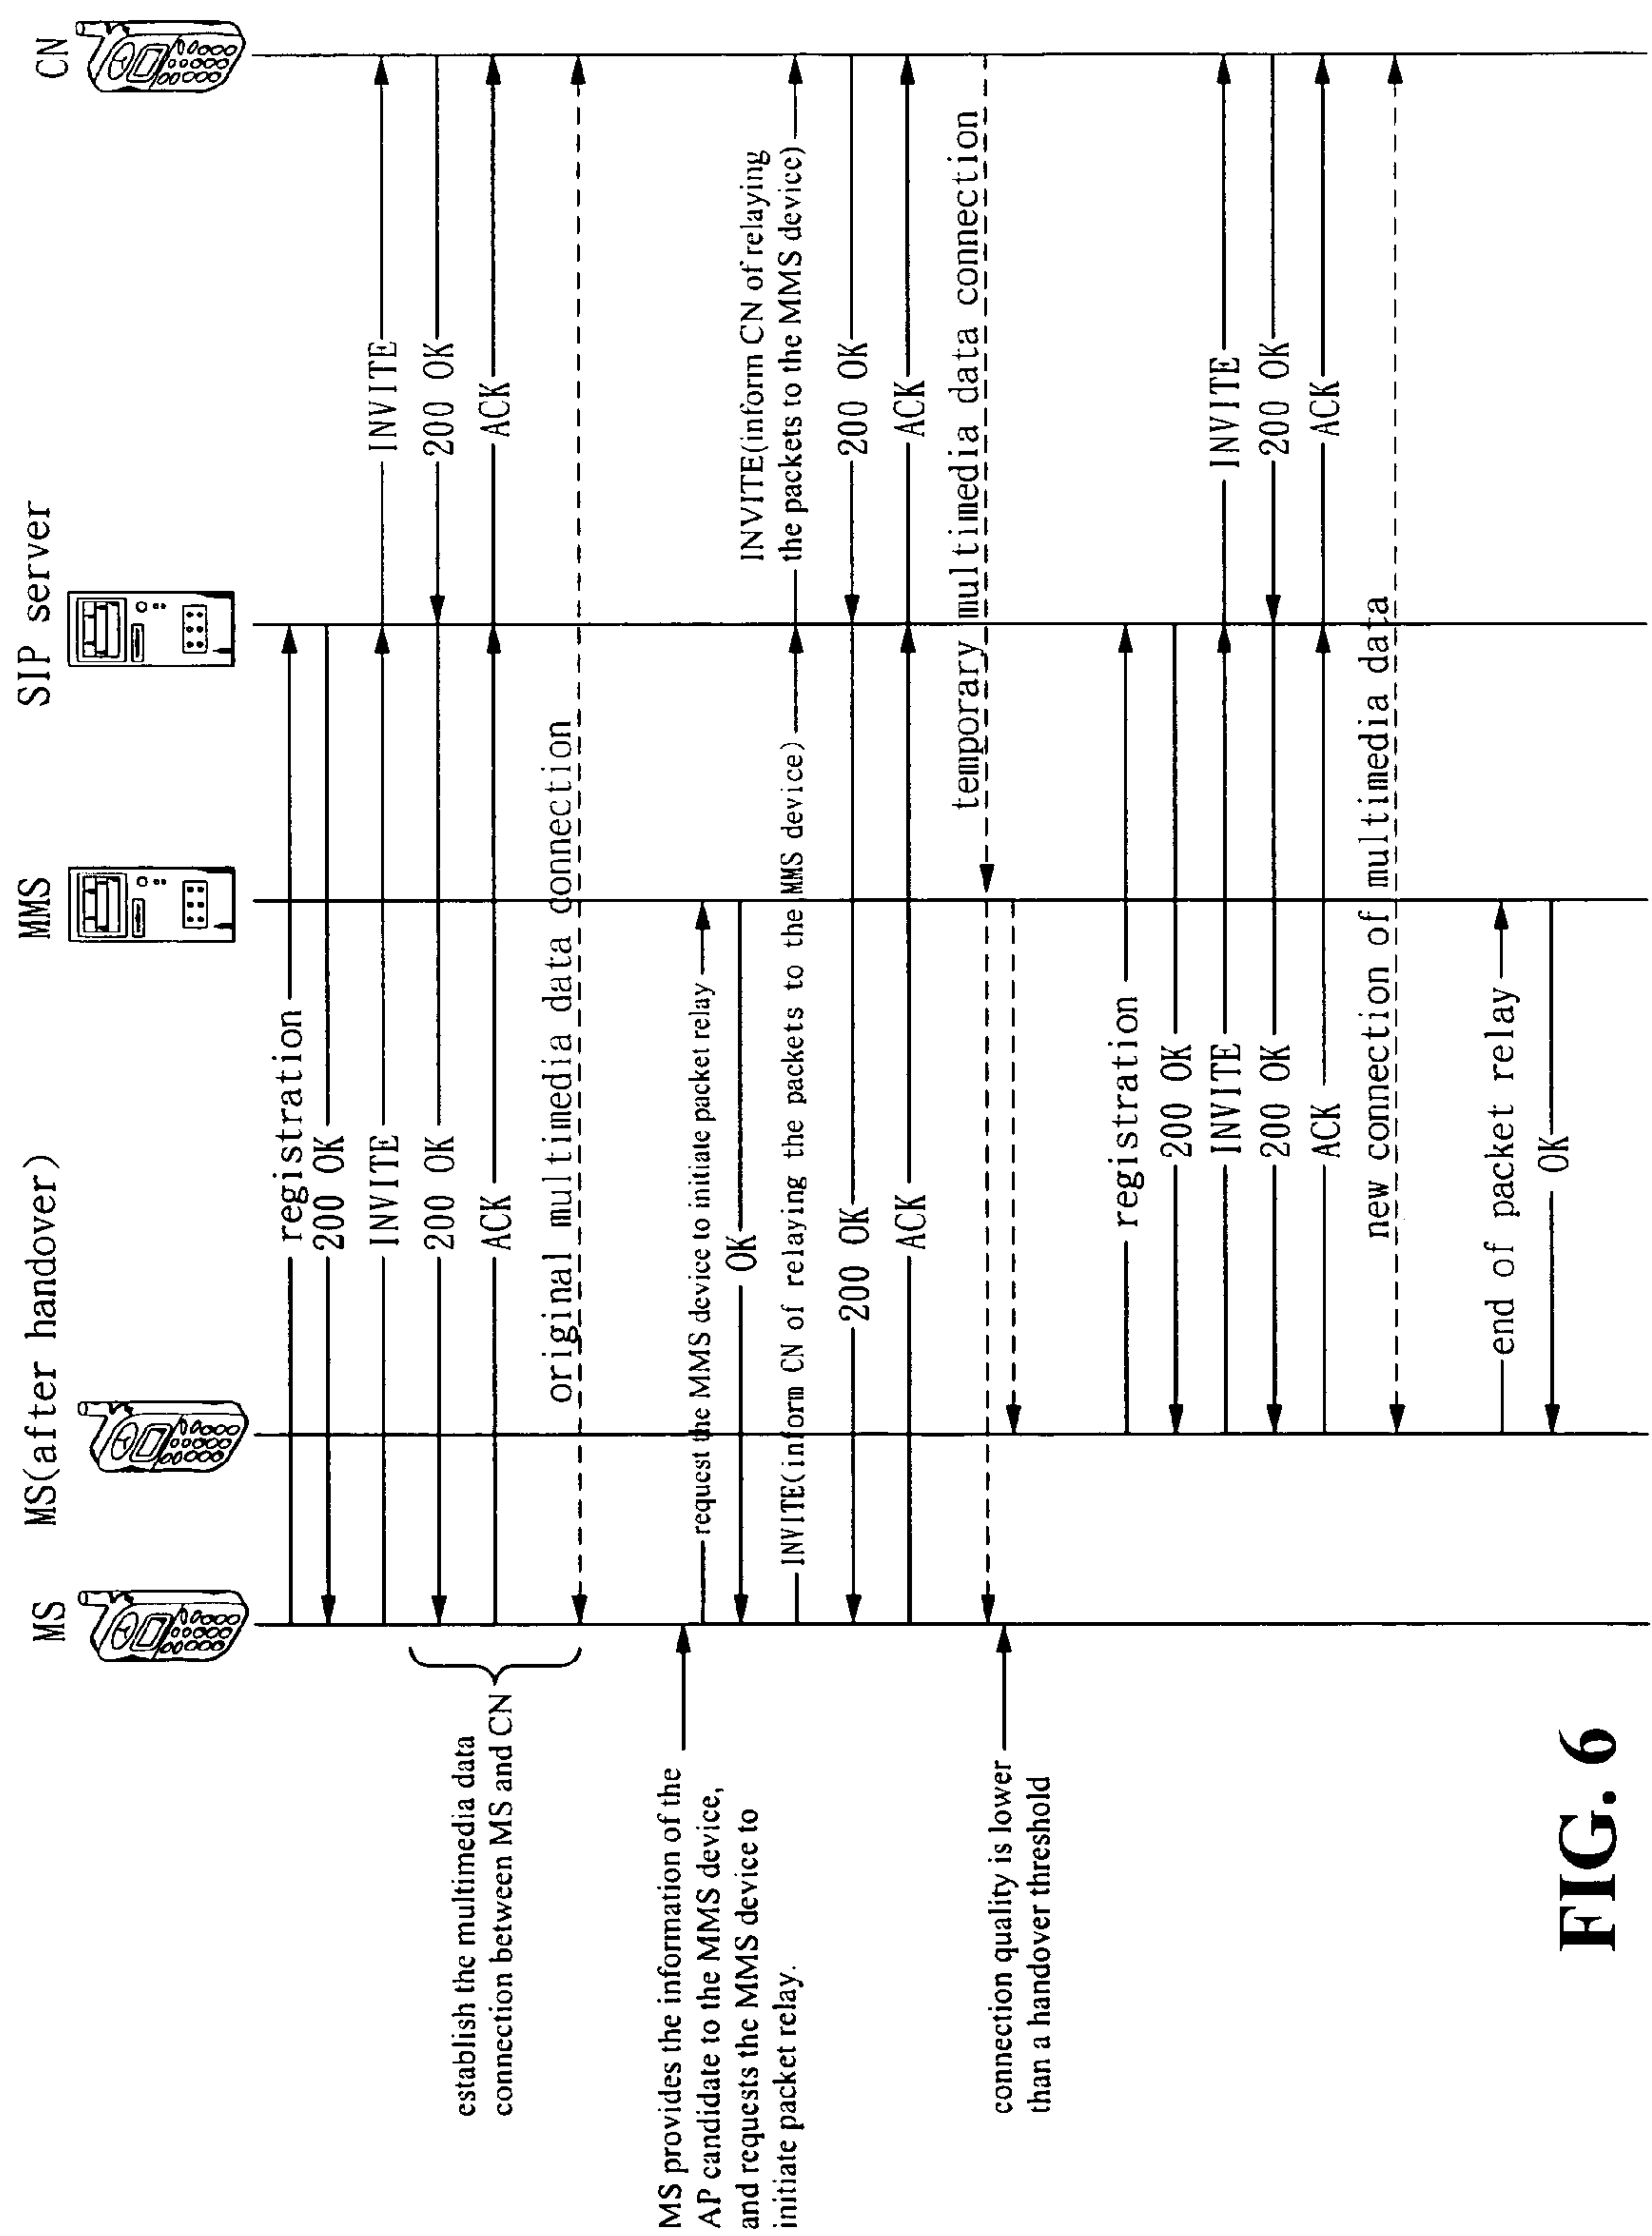 MS
MS(after handover)
MMS
SIP server
CN
registration
200 OK
INVITE
INVITE
200 OK
200 OK
ACK
ACK
original multimedia data connection
establish the multimedia data
connection between MS and CN
MS provides the information of the
AP candidate to the MMS device,
and requests the MMS device to
initiate packet relay.
request the MMS device to initiate packet relay
OK
INVITE(inform CN of relaying the packets to the MMS device)
INVITE(inform CN of relaying
the packets to the MMS device)
200 OK
200 OK
ACK
ACK
temporary multimedia data connection
connection quality is lower
than a handover threshold
registration
200 OK
INVITE
INVITE
200 OK
200 OK
ACK
ACK
new connection of multimedia data
end of packet relay
OK
FIG. 6